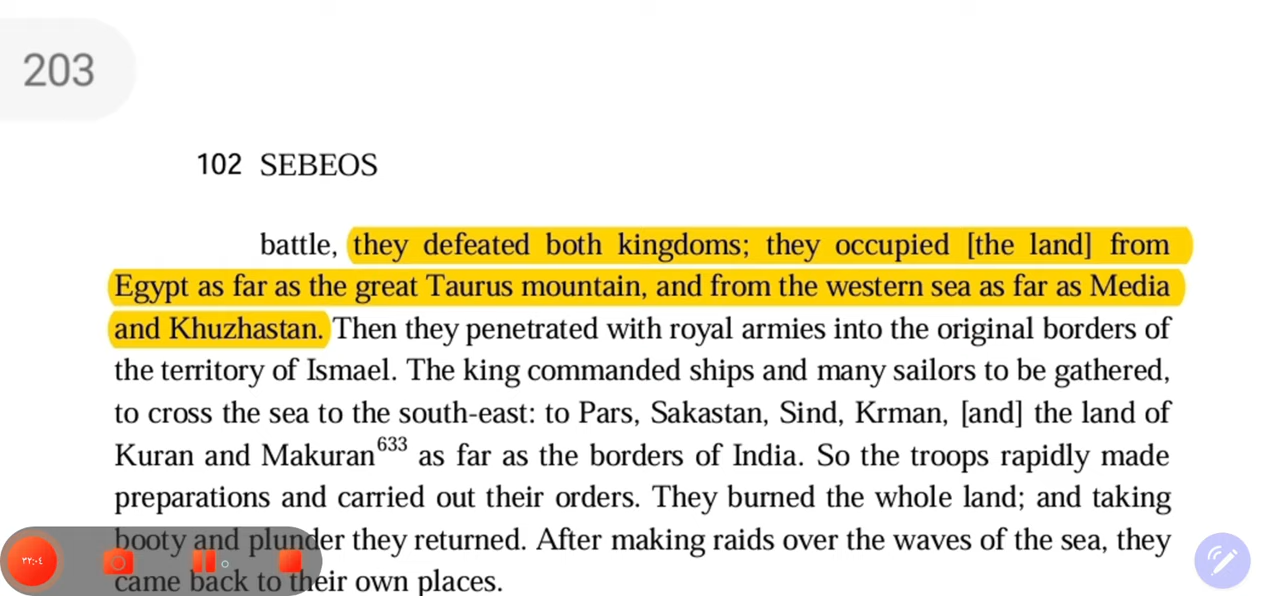 203
102 SEBEOS
battle, they defeated both kingdoms; they occupied [the land] from
Egypt as far as the great Taurus mountain, and from the western sea as far as Media
and Khuzhastan. Then they penetrated with royal armies into the original borders of
the territory of Ismael. The king commanded ships and many sailors to be gathered,
to cross the sea to the south-east: to Pars, Sakastan, Sind, Krman, [and] the land of
Kuran and Makuran633 as far as the borders of India. So the troops rapidly made
preparations and carried out their orders. They burned the whole land; and taking
booty and plunder they returned. After making raids over the waves of the sea, they
came back to their own places.
٣٢:٠٤